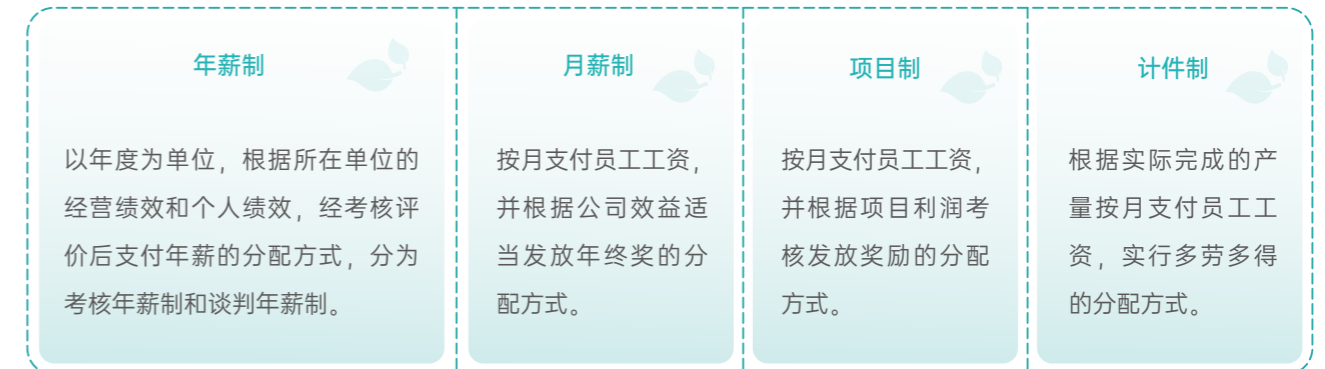 年薪制
以年度为单位，根据所在单位的
经营绩效和个人绩效，经考核评
价后支付年薪的分配方式，分为
考核年薪制和谈判年薪制。
月薪制
按月支付员工工资，
并根据公司效益适
当发放年终奖的分
配方式。
项目制
按月支付员工工资，
并根据项目利润考
核发放奖励的分配
方式。
计件制
根据实际完成的产
量按月支付员工工
资，实行多劳多得
的分配方式。